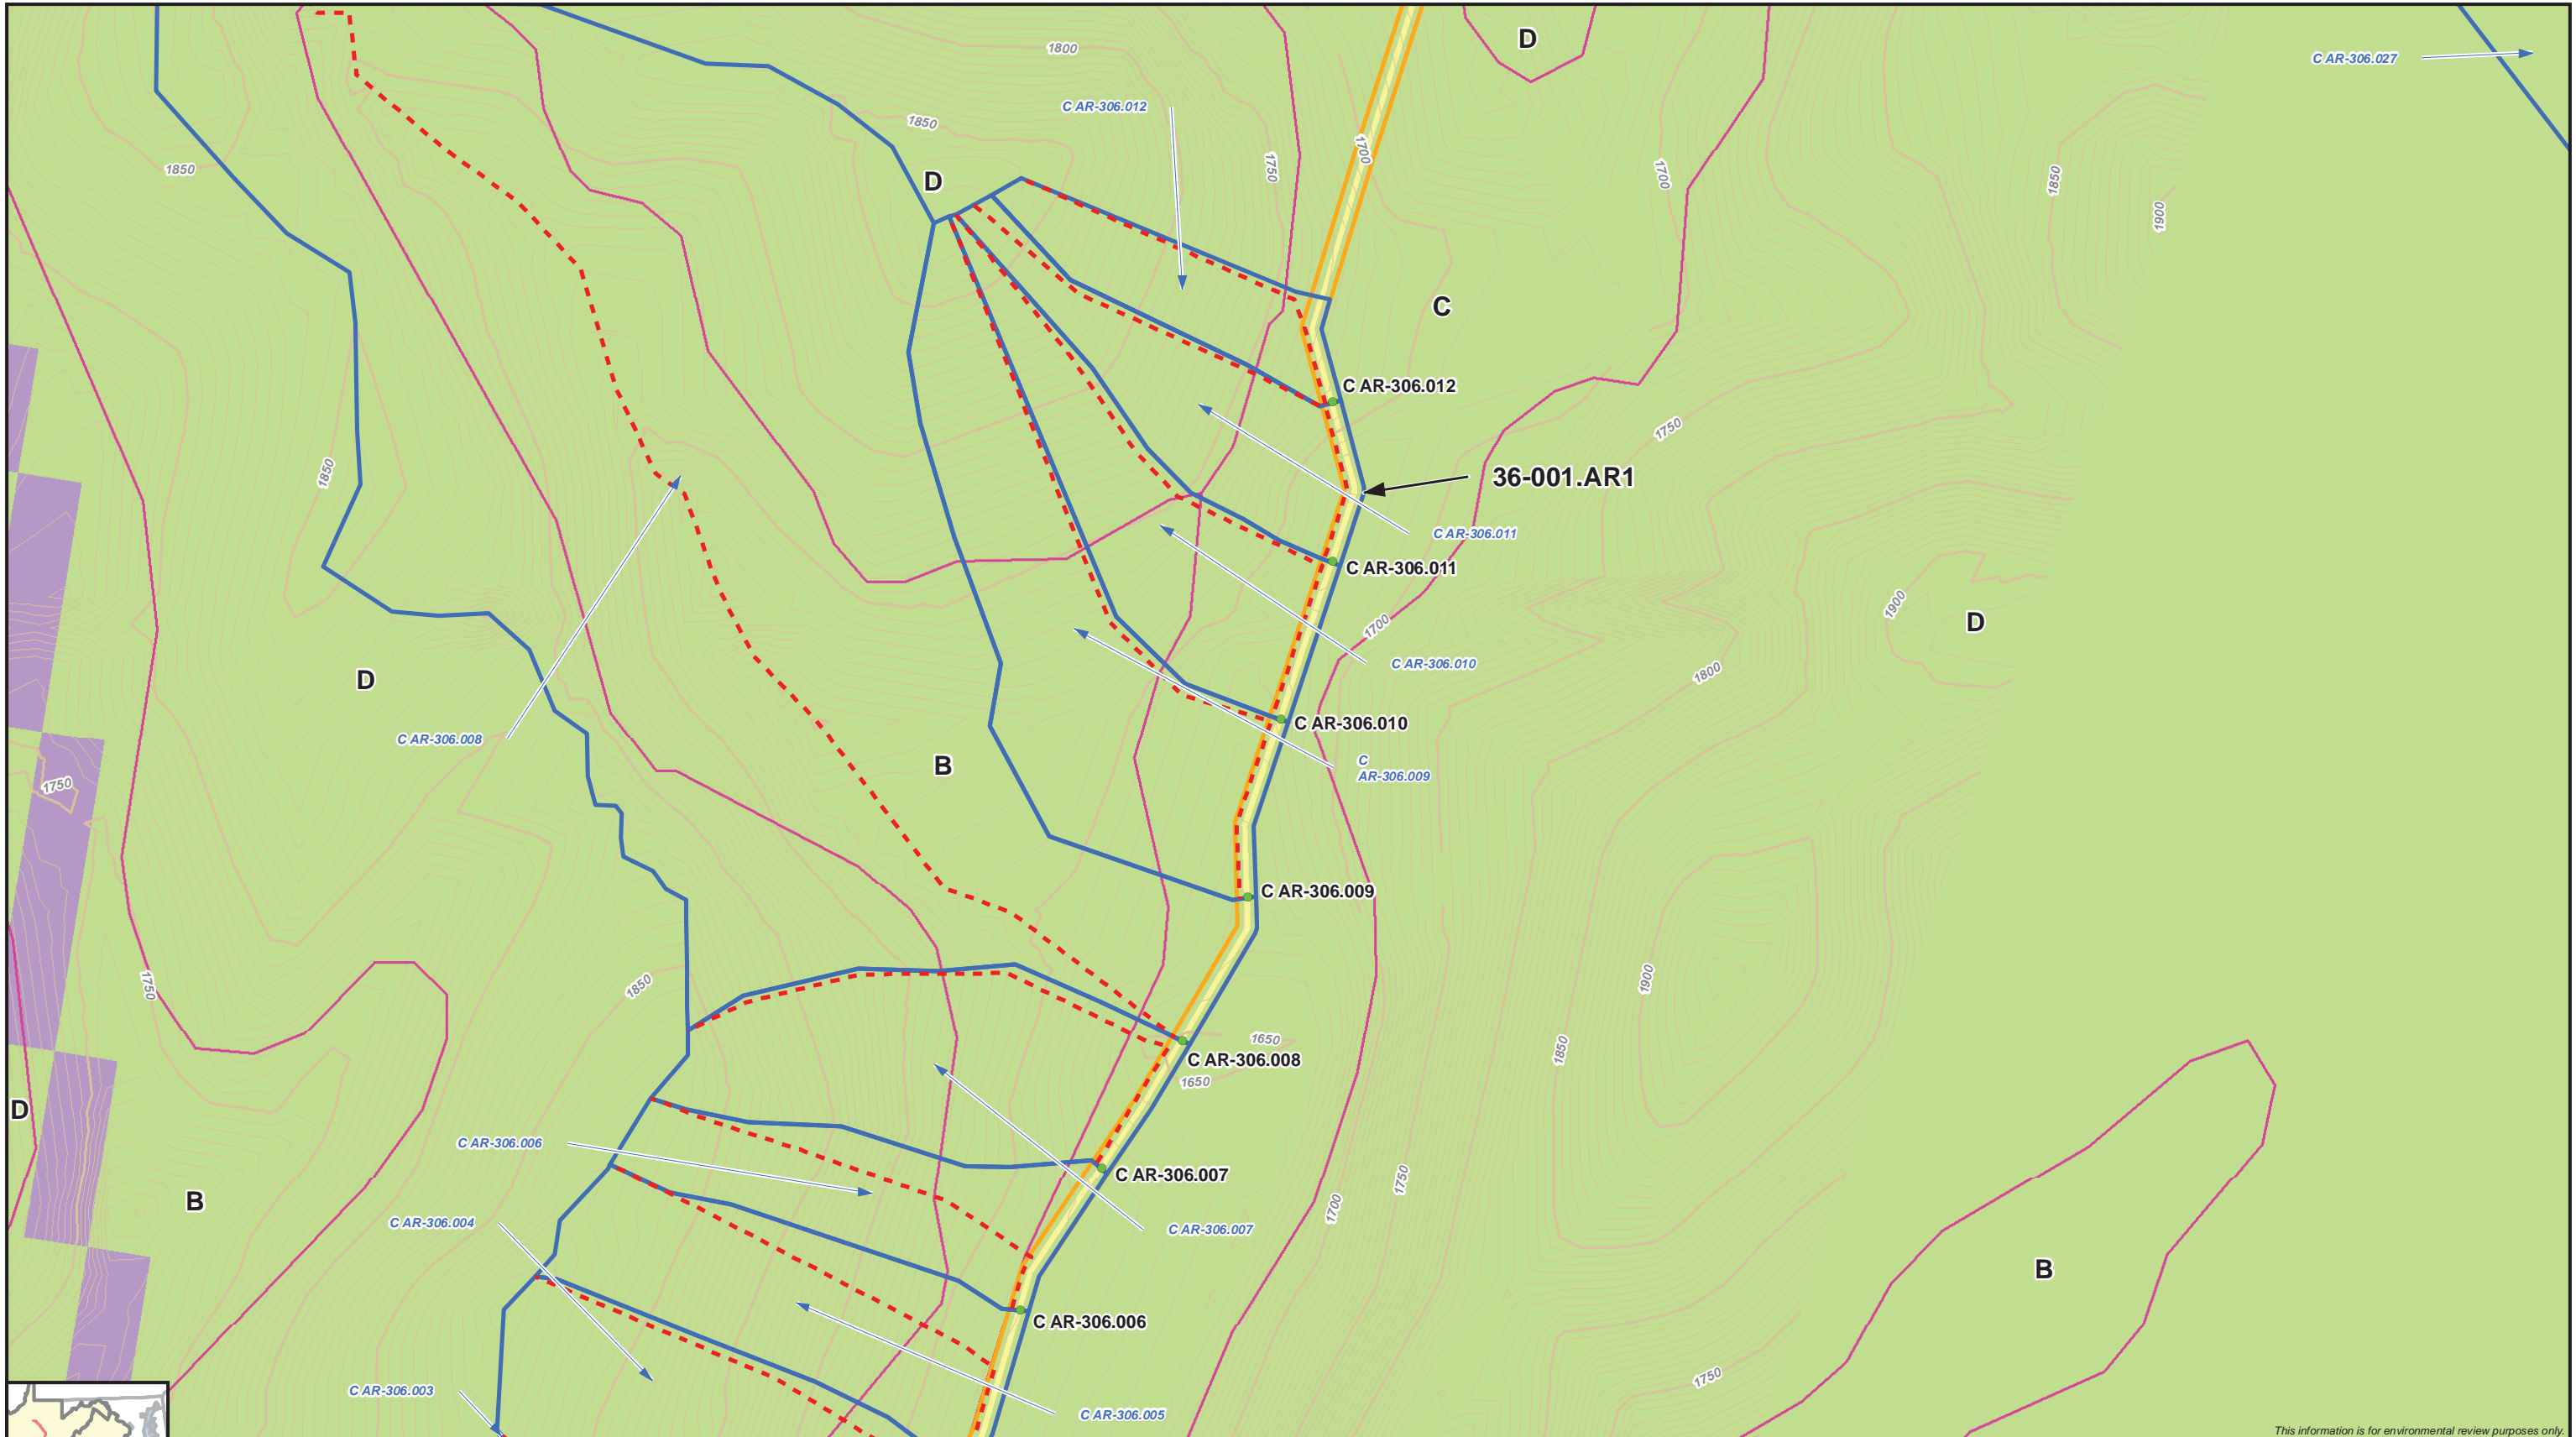 D
C AR-306.027
1800
C AR-306.012
1850
1700
1750
1700
1850
1850
D
1900
C
C AR-306.012
1750
1850
36-001.AR1
C AR-306.011
C AR-306.011
1900
D
1700
C AR-306.010
1800
D
C AR-306.010
C AR-306.008
B
C
AR-306.009
1750
C AR-306.009
1750
1850
1900
1650
1850
C AR-306.008
1650
D
C AR-306.006
C AR-306.007
1750
B
1700
C AR-306.004
C AR-306.007
B
C AR-306.006
1750
C AR-306.003
C AR-306.005
This information is for environmental review purposes only.